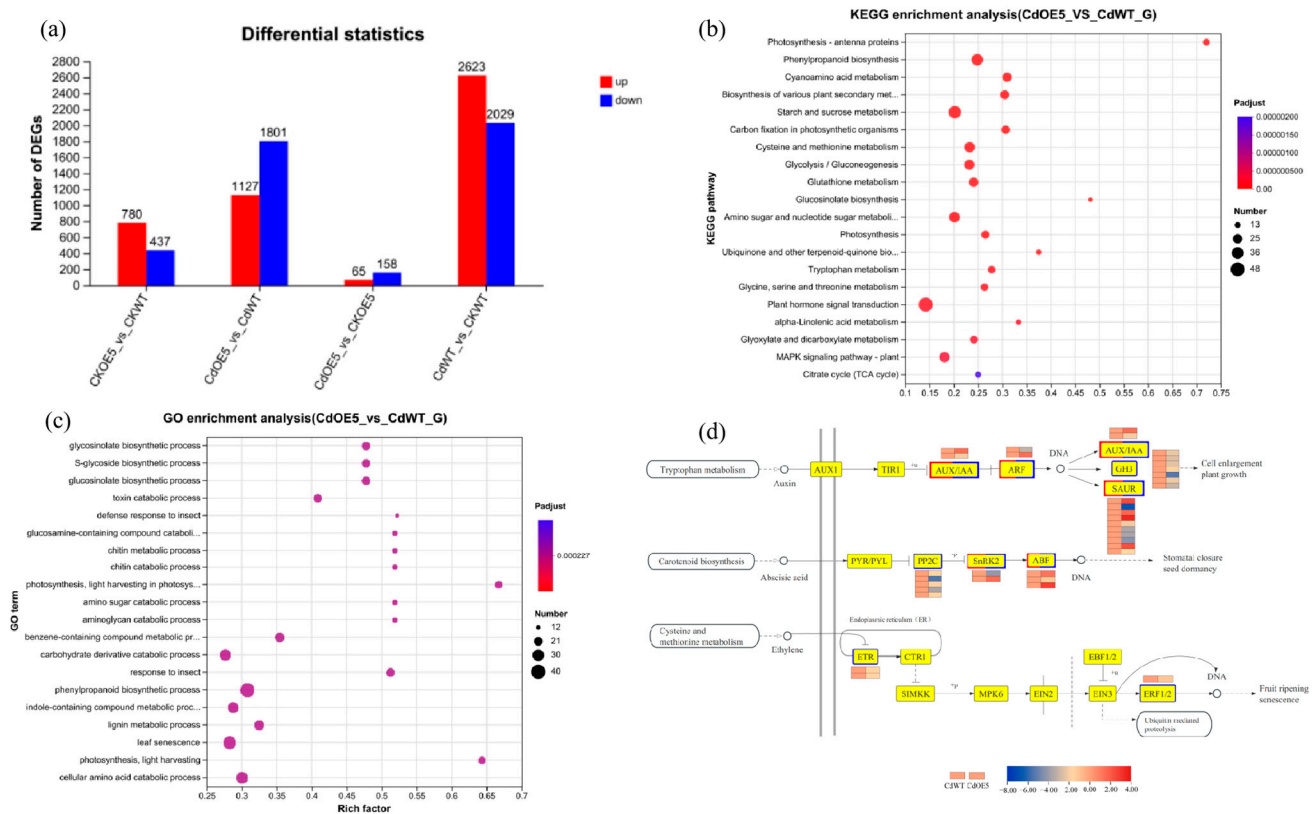 (a)
Differential statistics
Number of DEGs
2800
2600
2400
2200
2000
1800
1600
1400
1200
1000
800
600
400
200
0
780
437
1127
1801
65
158
2623
2029
CKOE5_vs_CKWT
CdOE5_vs_CdWT
CdOE5_vs_CKOE5
CdWT_vs_CKWT
up
down
(b)
KEGG enrichment analysis(CdOE5_VS_CdWT_G)
KEGG pathway
Photosynthesis - antenna proteins
Phenylpropanoid biosynthesis
Cyanoamino acid metabolism
Biosynthesis of various plant secondary met...
Starch and sucrose metabolism
Carbon fixation in photosynthetic organisms
Cysteine and methionine metabolism
Glycolysis / Gluconeogenesis
Glutathione metabolism
Glucosinolate biosynthesis
Amino sugar and nucleotide sugar metaboli...
Photosynthesis
Ubiquinone and other terpenoid-quinone bio...
Tryptophan metabolism
Glycine, serine and threonine metabolism
Plant hormone signal transduction
alpha-Linolenic acid metabolism
Glyoxylate and dicarboxylate metabolism
MAPK signaling pathway - plant
Citrate cycle (TCA cycle)
0.1 0.15 0.2 0.25 0.3 0.35 0.4 0.45 0.5 0.55 0.6 0.65 0.7 0.75
Padjust
0.00000200
0.00000150
0.00000100
0.000000500
0.00
Number
13
25
36
48
(c)
GO enrichment analysis(CdOE5_vs_CdWT_G)
GO term
glycosinolate biosynthetic process
S-glycoside biosynthetic process
glucosinolate biosynthetic process
toxin catabolic process
defense response to insect
glucosamine-containing compound cataboli...
chitin metabolic process
chitin catabolic process
photosynthesis, light harvesting in photosys...
amino sugar catabolic process
aminoglycan catabolic process
benzene-containing compound metabolic pr...
carbohydrate derivative catabolic process
response to insect
phenylpropanoid biosynthetic process
indole-containing compound metabolic proc...
lignin metabolic process
leaf senescence
photosynthesis, light harvesting
cellular amino acid catabolic process
0.25 0.3 0.35 0.4 0.45 0.5 0.55 0.6 0.65 0.7
Rich factor
Padjust
0.000227
Number
12
21
30
40
(d)
Tryptophan metabolism
Auxin
AUX1
TIR1
+u
AUX/IAA
ARF
DNA
AUX/IAA
GH3
SAUR
Cell enlargement
plant growth
Carotenoid biosynthesis
Abscisic acid
PYR/PYL
PP2C
+p
SnRK2
ABF
DNA
Stomatal closure
seed dormancy
Cysteine and
methionine metabolism
Ethylene
Endoplasmic reticulum (ER)
ETR
CTR1
SIMKK
+p
MPK6
EIN2
EBF1/2
+u
EIN3
ERF1/2
DNA
Ubiquitin mediated
proteolysis
Fruit ripening
senescence
CdWT CdOE5
-8.00 -6.00 -4.00 2.00 0.00 2.00 4.00